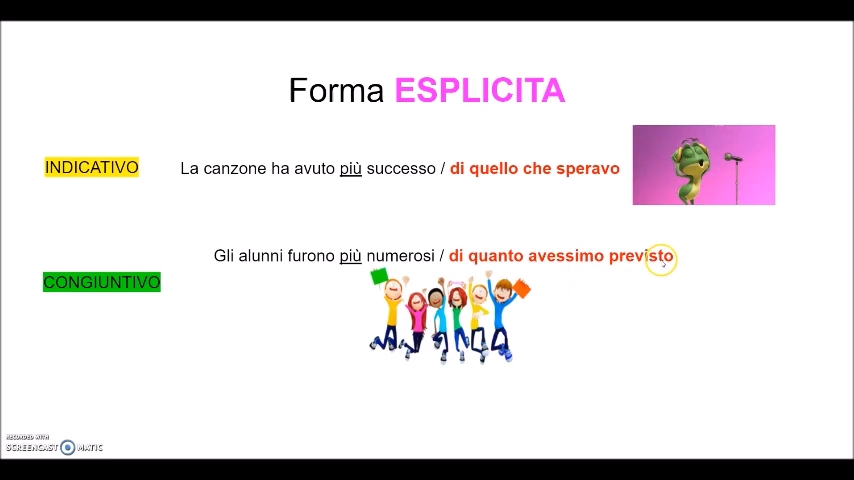 Forma ESPLICITA
INDICATIVO
La canzone ha avuto più successo / di quello che speravo
Gli alunni furono più numerosi / di quanto avessimo previsto
CONGIUNTIVO
RECORDED WITH
SCREENCAST MATIC